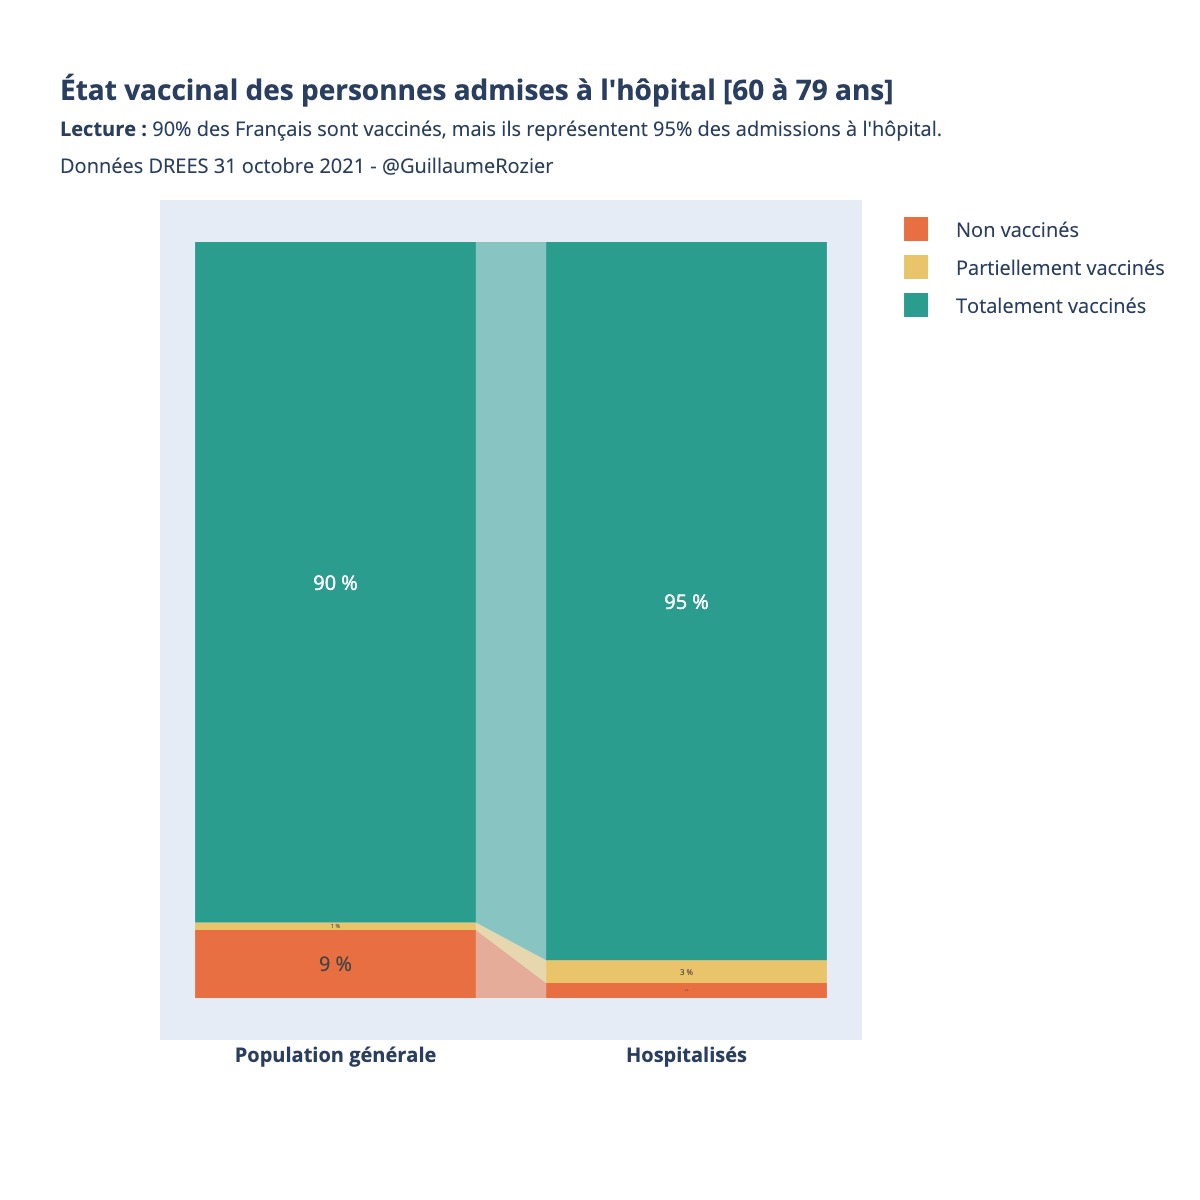 État vaccinal des personnes admises à l'hôpital [60 à 79 ans]
Lecture : 90% des Français sont vaccinés, mais ils représentent 95% des admissions à l'hôpital.
Données DREES 31 octobre 2021 - @GuillaumeRozier
Non vaccinés
Partiellement vaccinés
Totalement vaccinés
90 %
95 %
1 %
9 %
3 %
Population générale
Hospitalisés